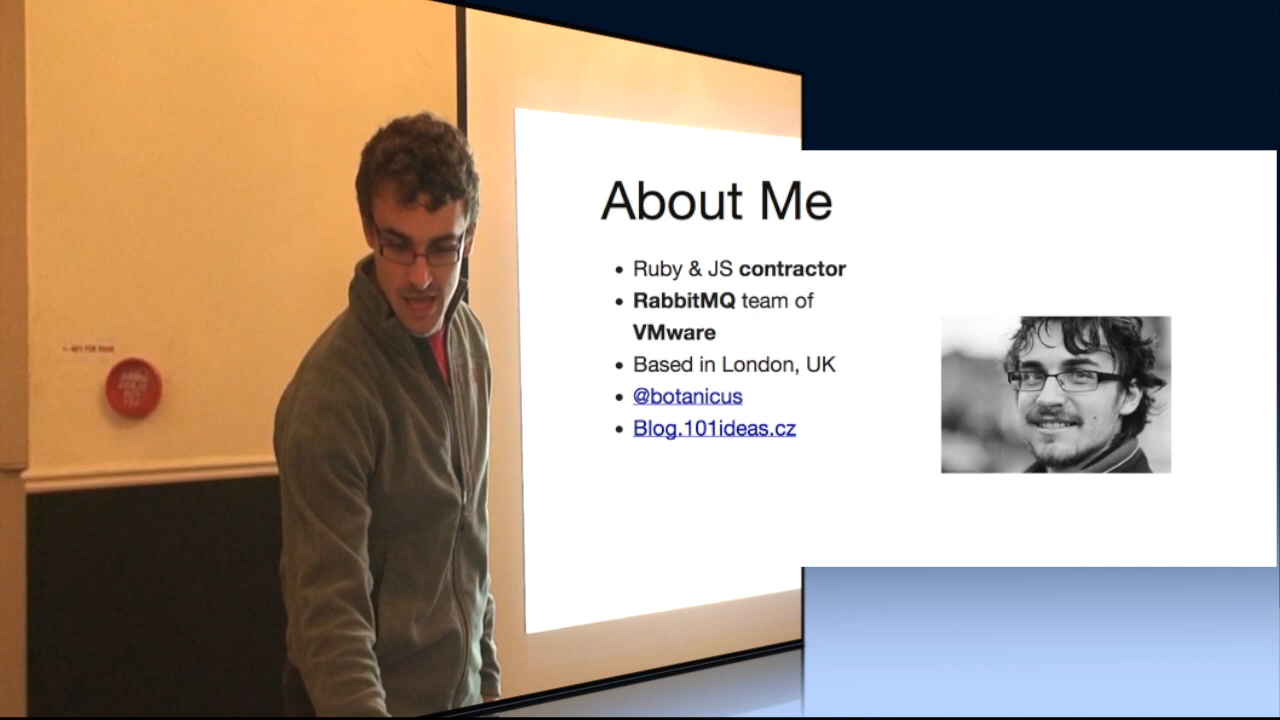 About Me
Ruby & JS contractor
RabbitMQ team of
VMware
Based in London, UK
@botanicus
Blog.101ideas.cz